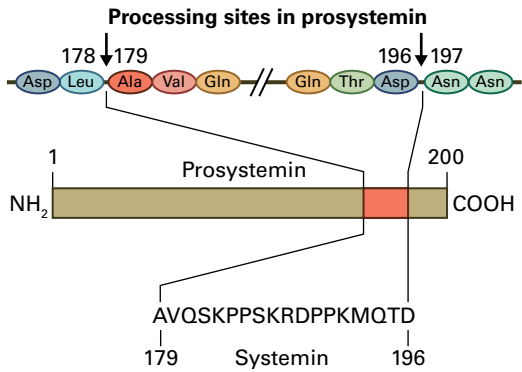 Processing sites in prosystemin
178 179 196 197
Asp Leu Ala Val Gln Gln Thr Asp Asn Asn
1 200
Prosystemin
NH2 COOH
AVQSKPPSKRDPPKMQTD
179 Systemin 196